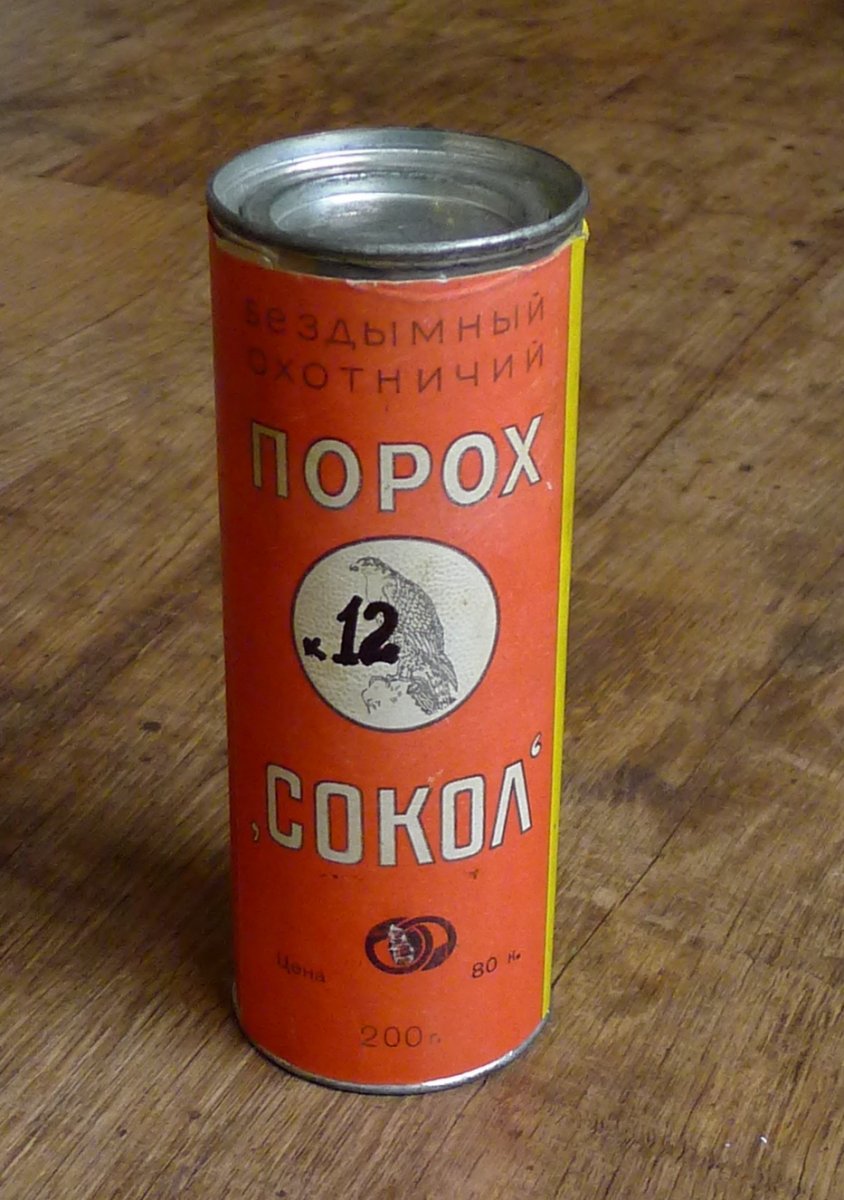 Бездымный
охотничий
ПОРОХ
к 12
„СОКОЛ“
Цена 80 к.
200 г.